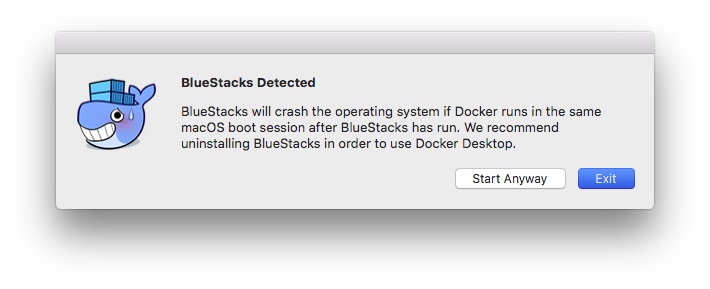 BlueStacks Detected
BlueStacks will crash the operating system if Docker runs in the same
macOS boot session after BlueStacks has run. We recommend
uninstalling BlueStacks in order to use Docker Desktop.
Start Anyway
Exit